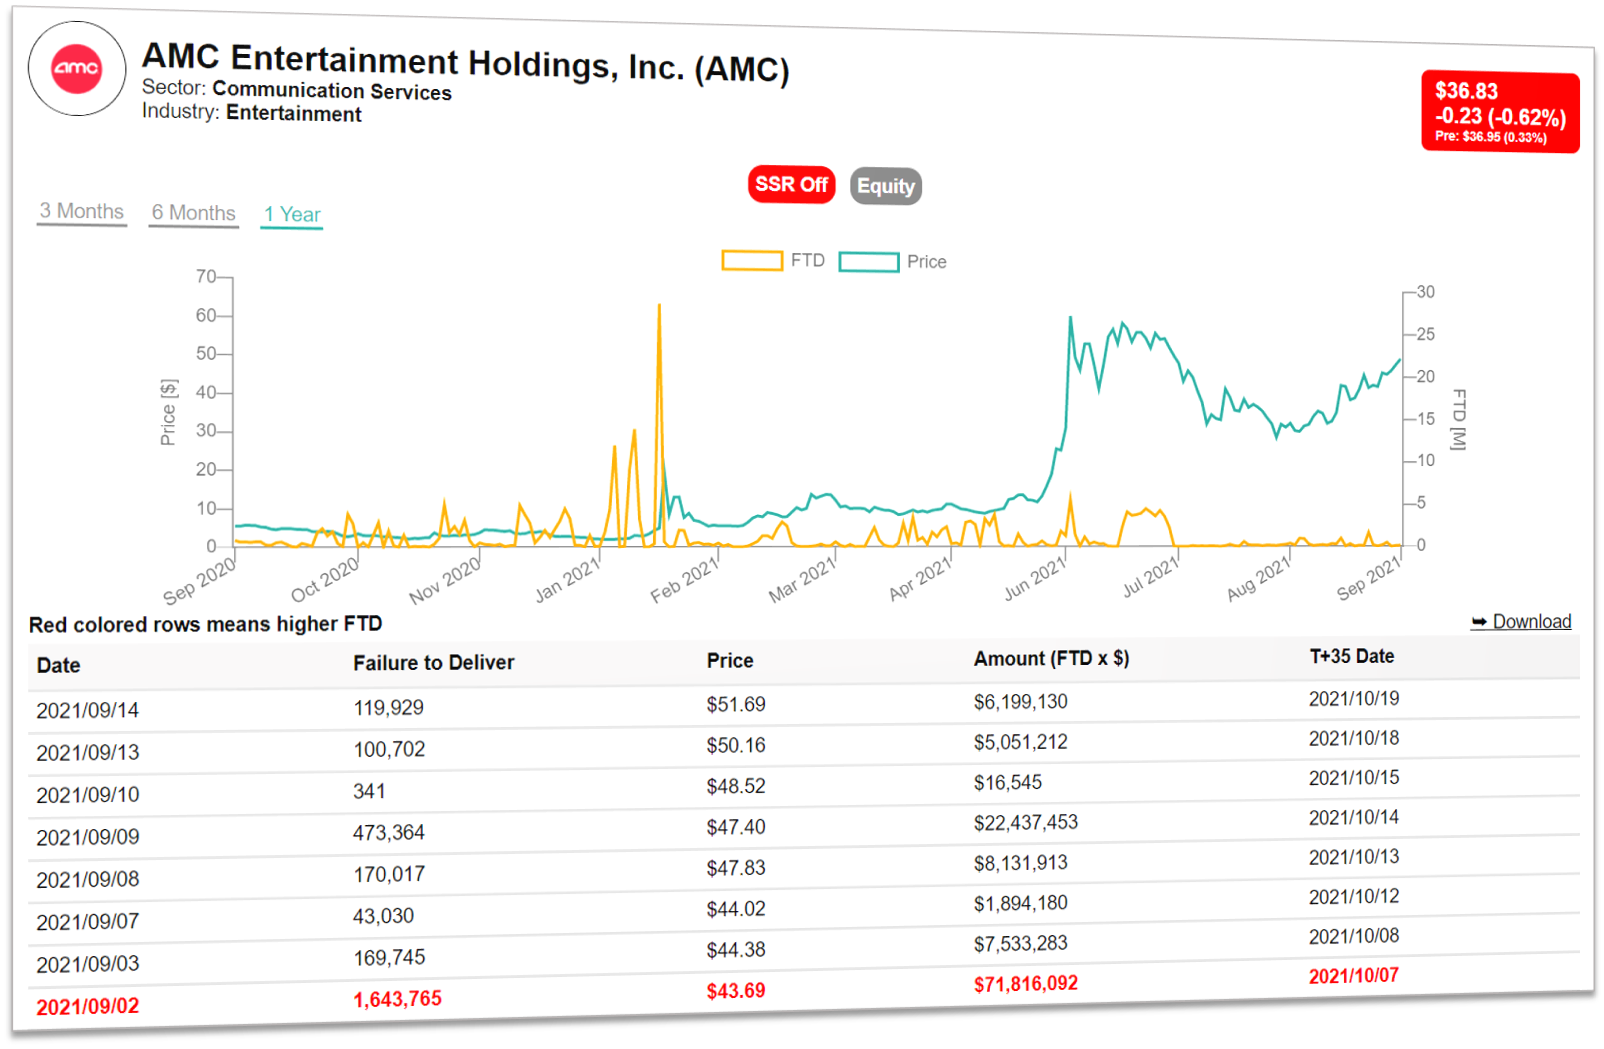 amc
AMC Entertainment Holdings, Inc. (AMC)
Sector: Communication Services
Industry: Entertainment
$36.83
-0.23 (-0.62%)
Pre: $36.95 (0.33%)
SSR Off Equity
3 Months 6 Months 1 Year
FTD Price
70
60
50
40
30
20
10
0
Price [$]
30
25
20
15
10
5
0
FTD [M]
Sep 2020 Oct 2020 Nov 2020 Jan 2021 Feb 2021 Mar 2021 Apr 2021 Jun 2021 Jul 2021 Aug 2021 Sep 2021
Red colored rows means higher FTD
➥ Download
Date Failure to Deliver Price Amount (FTD x $) T+35 Date
2021/09/14 119,929 $51.69 $6,199,130 2021/10/19
2021/09/13 100,702 $50.16 $5,051,212 2021/10/18
2021/09/10 341 $48.52 $16,545 2021/10/15
2021/09/09 473,364 $47.40 $22,437,453 2021/10/14
2021/09/08 170,017 $47.83 $8,131,913 2021/10/13
2021/09/07 43,030 $44.02 $1,894,180 2021/10/12
2021/09/03 169,745 $44.38 $7,533,283 2021/10/08
2021/09/02 1,643,765 $43.69 $71,816,092 2021/10/07